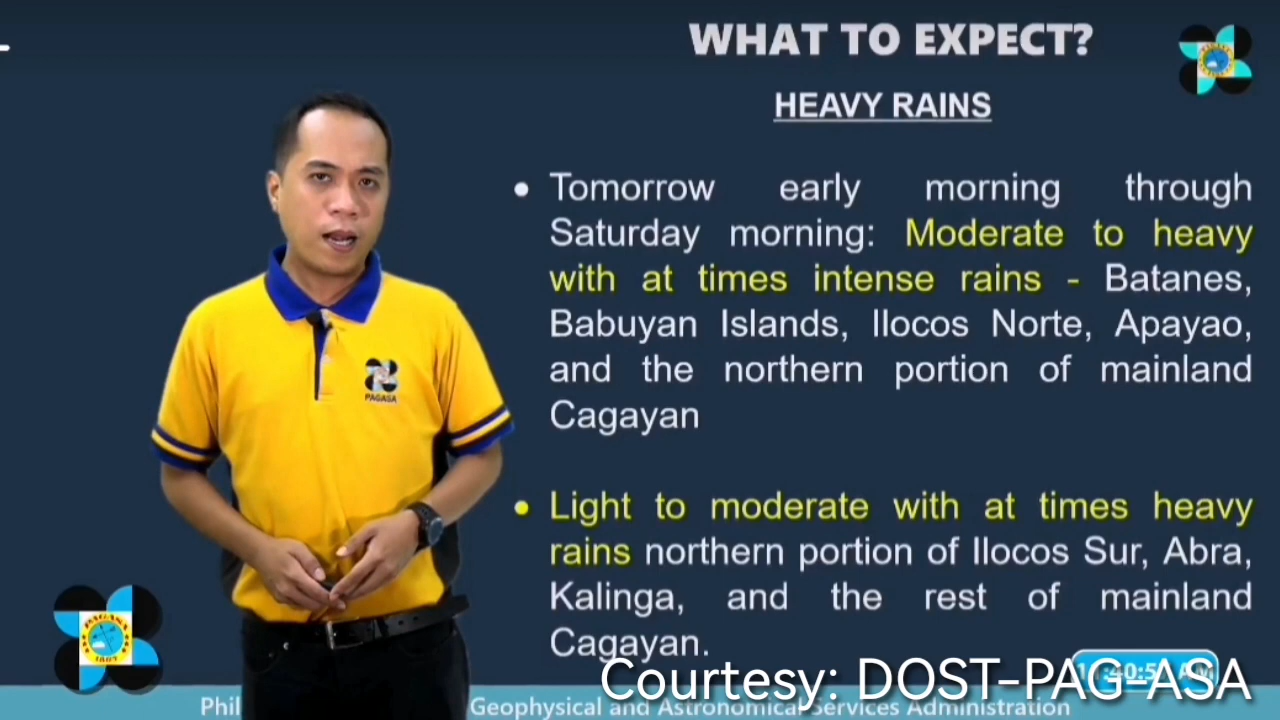 WHAT TO EXPECT?
HEAVY RAINS
• Tomorrow early morning through
Saturday morning: Moderate to heavy
with at times intense rains - Batanes,
Babuyan Islands, Ilocos Norte, Apayao,
and the northern portion of mainland
Cagayan
• Light to moderate with at times heavy
rains northern portion of Ilocos Sur, Abra,
Kalinga, and the rest of mainland
Cagayan.
PAGASA
PAGASA
Courtesy: DOST-PAG-ASA
Geophysical and Astronomical Services Administration